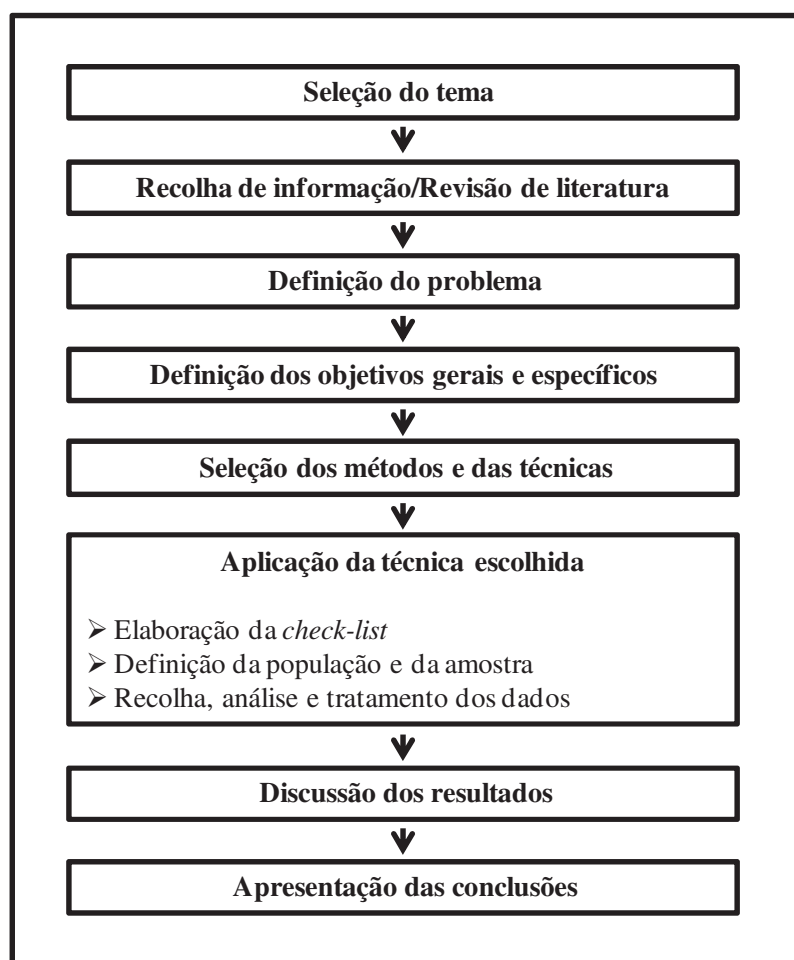 Seleção do tema
Recolha de informação/Revisão de literatura
Definição do problema
Definição dos objetivos gerais e específicos
Seleção dos métodos e das técnicas
Aplicação da técnica escolhida
➢ Elaboração da check-list
➢ Definição da população e da amostra
➢ Recolha, análise e tratamento dos dados
Discussão dos resultados
Apresentação das conclusões